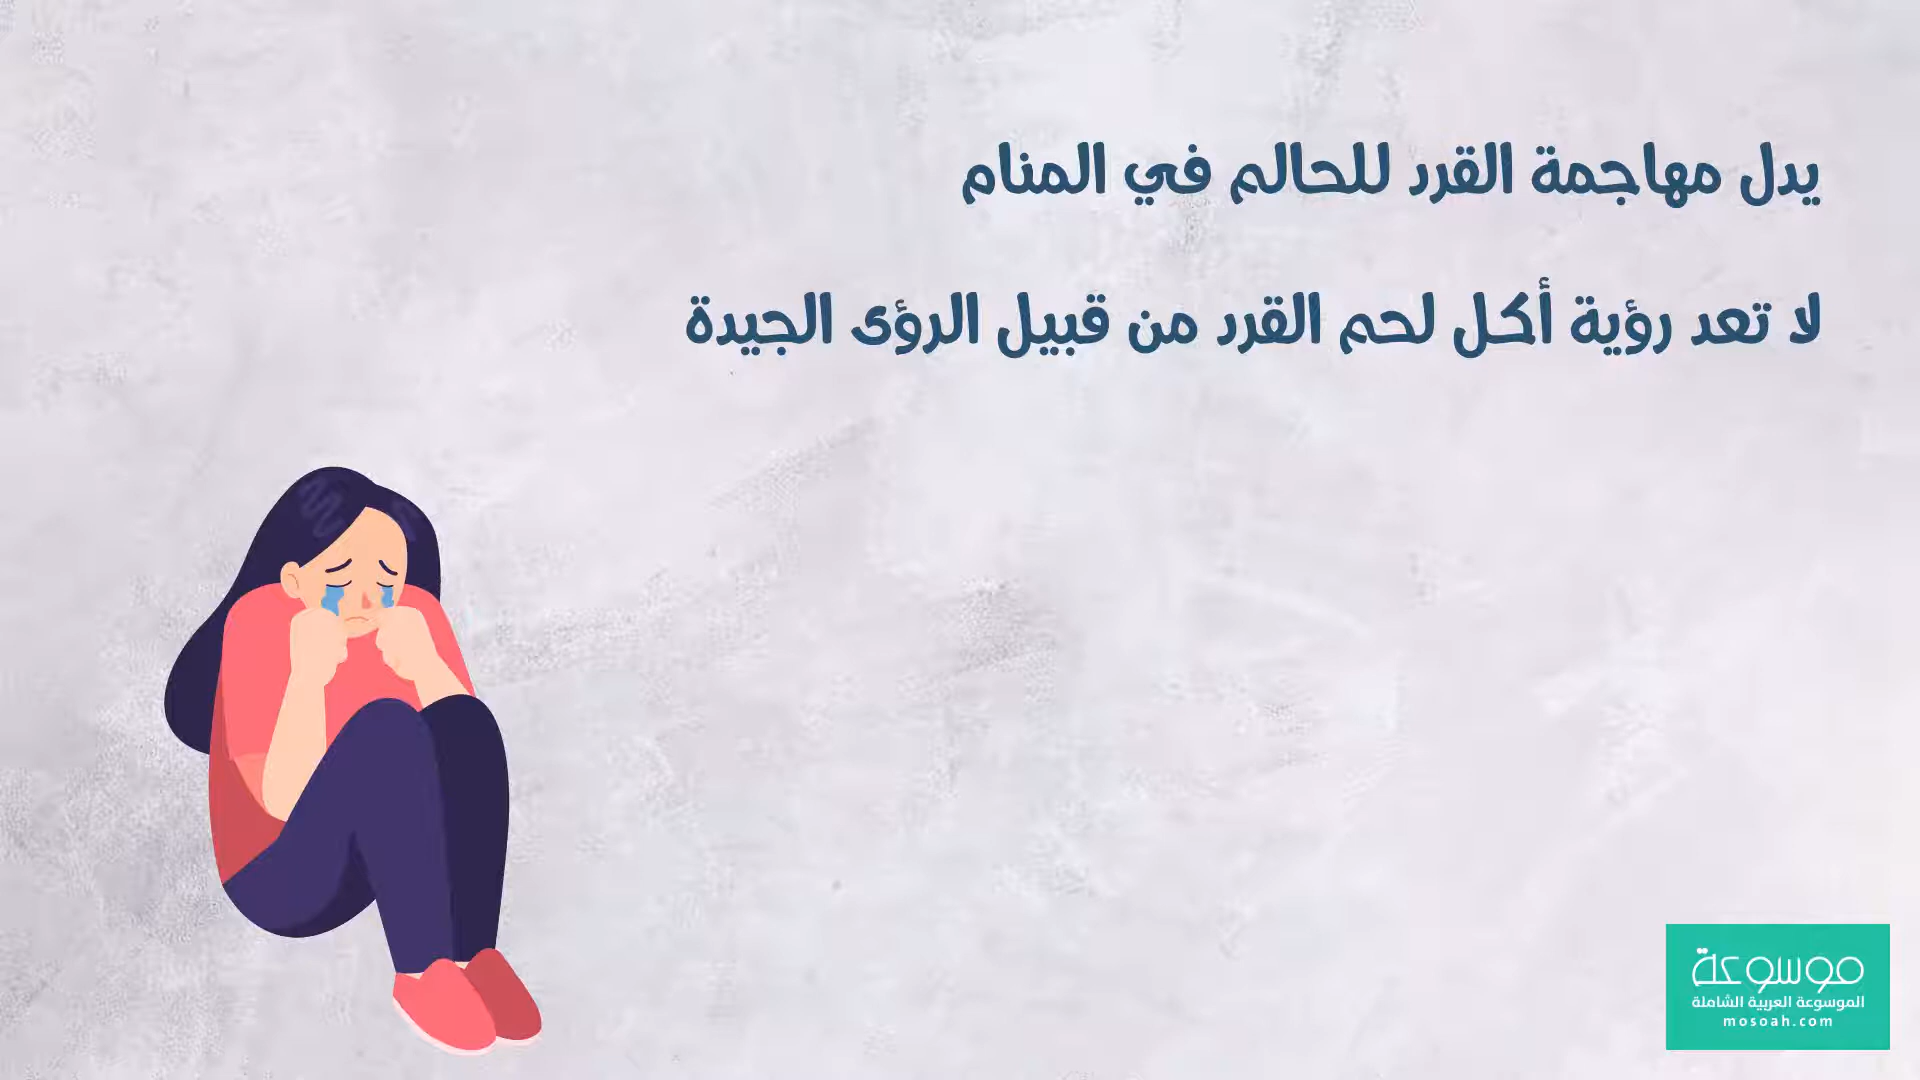 يدل مهاجمة القرد للحالم في المنام
لا تعد رؤية أكل لحم القرد من قبيل الرؤى الجيدة
موسوعة
الموسوعة العربية الشاملة
mosoah.com